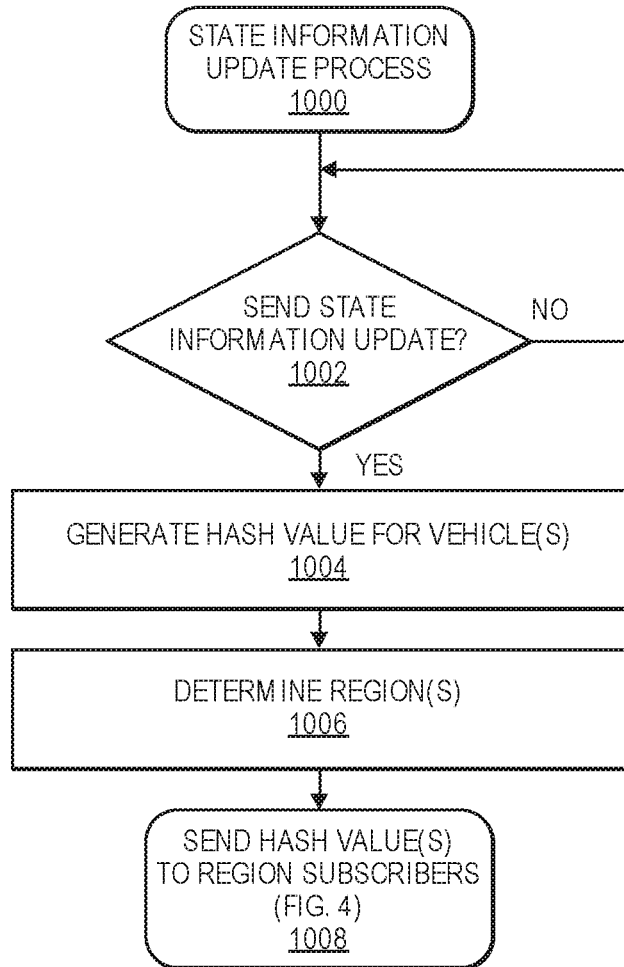 STATE INFORMATION
UPDATE PROCESS
1000
SEND STATE
INFORMATION UPDATE?
1002
NO
YES
GENERATE HASH VALUE FOR VEHICLE(S)
1004
DETERMINE REGION(S)
1006
SEND HASH VALUE(S)
TO REGION SUBSCRIBERS
(FIG. 4)
1008